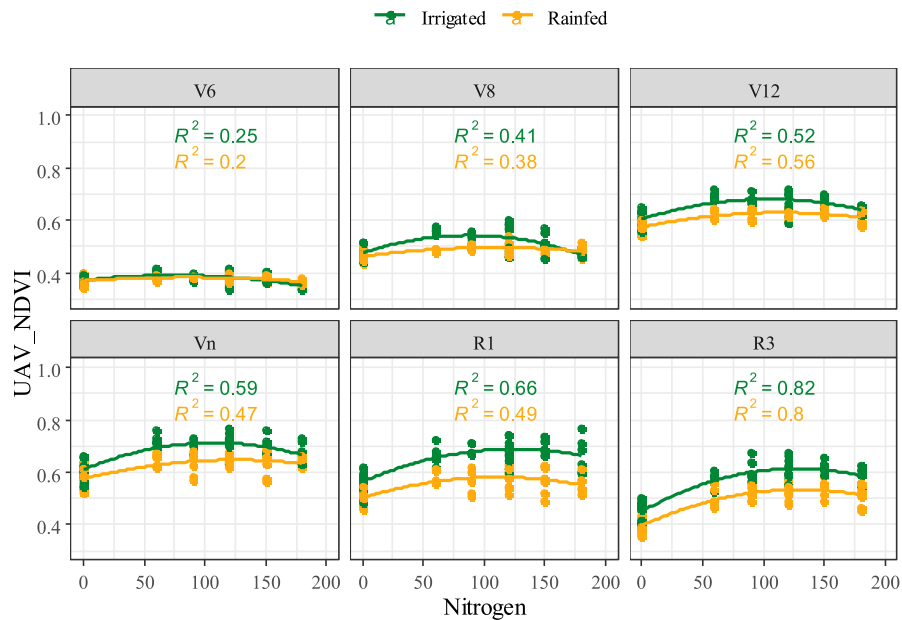 a Irrigated a Rainfed
V6 V8 V12
R² = 0.25 R² = 0.41 R² = 0.52
R² = 0.2 R² = 0.38 R² = 0.56
1.0
0.8
0.6
0.4
Vn R1 R3
R² = 0.59 R² = 0.66 R² = 0.82
R² = 0.47 R² = 0.49 R² = 0.8
1.0
0.8
0.6
0.4
UAV_NDVI
0 50 100 150 200 0 50 100 150 200 0 50 100 150 200
Nitrogen